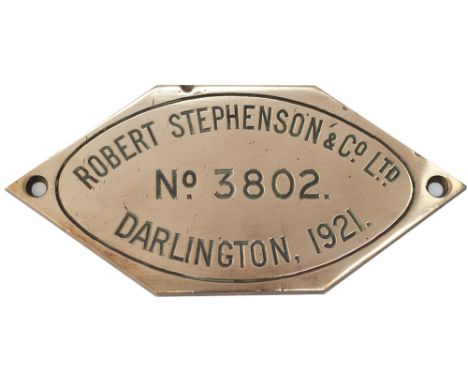 ROBERT STEPHENSON & Co. LTD.
No. 3802.
DARLINGTON, 1921.